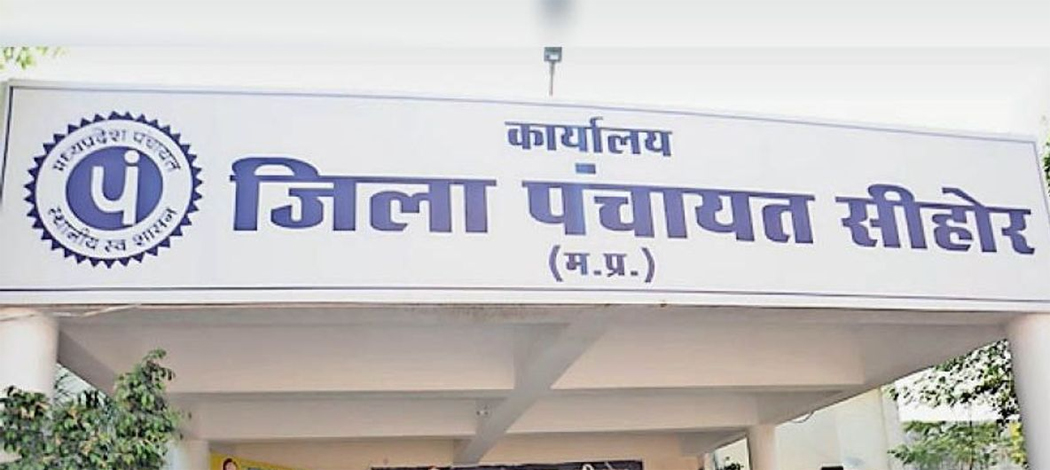 मध्यप्रदेश पंचायत
पं
स्थानीय स्व शासन
कार्यालय
जिला पंचायत सीहोर
(म.प्र.)